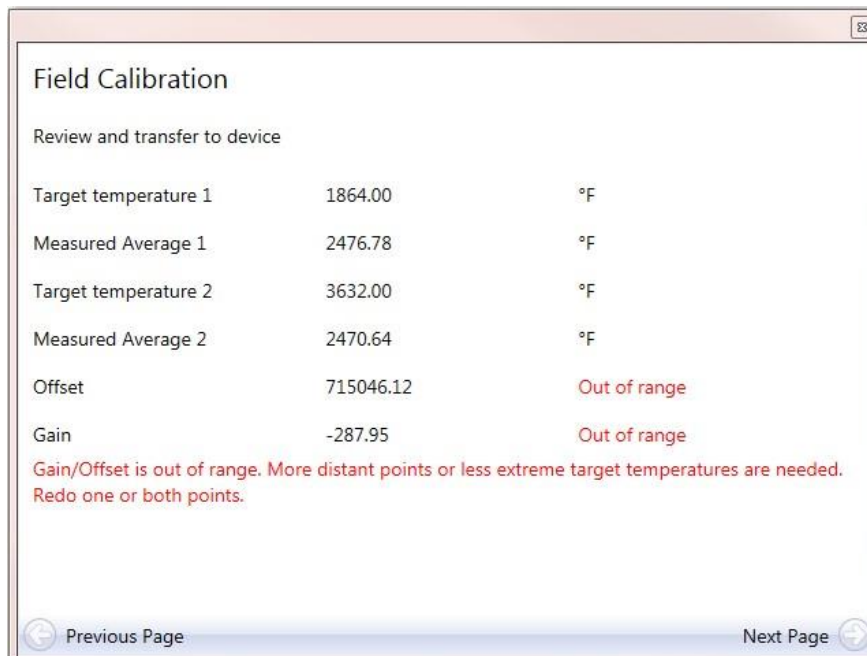 Field Calibration
Review and transfer to device
Target temperature 1 1864.00 °F
Measured Average 1 2476.78 °F
Target temperature 2 3632.00 °F
Measured Average 2 2470.64 °F
Offset 715046.12 Out of range
Gain -287.95 Out of range
Gain/Offset is out of range. More distant points or less extreme target temperatures are needed.
Redo one or both points.
Previous Page Next Page